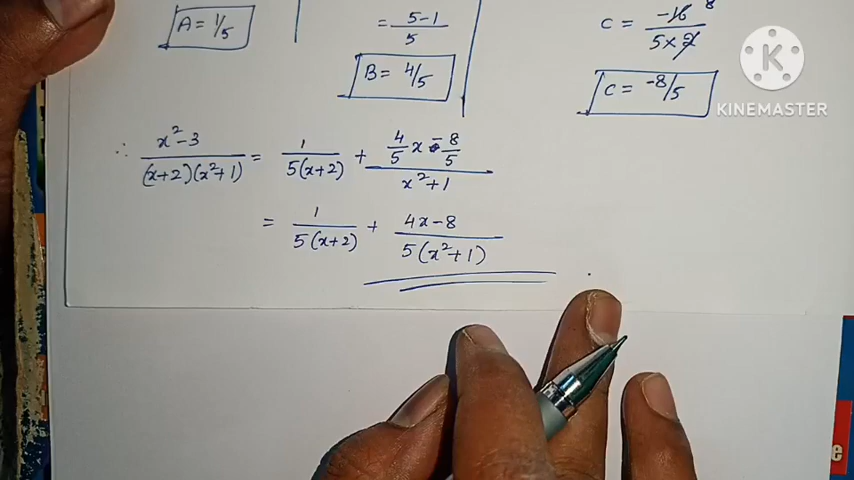 A = 1/5
= 5-1 / 5
B = 4/5
c = -16 8 / 5×2
c = -8/5
∴ x²-3 / (x+2)(x²+1) = 1 / 5(x+2) + 4/5 x - 8/5 / x²+1
= 1 / 5(x+2) + 4x-8 / 5(x²+1)
K
KINEMASTER
e